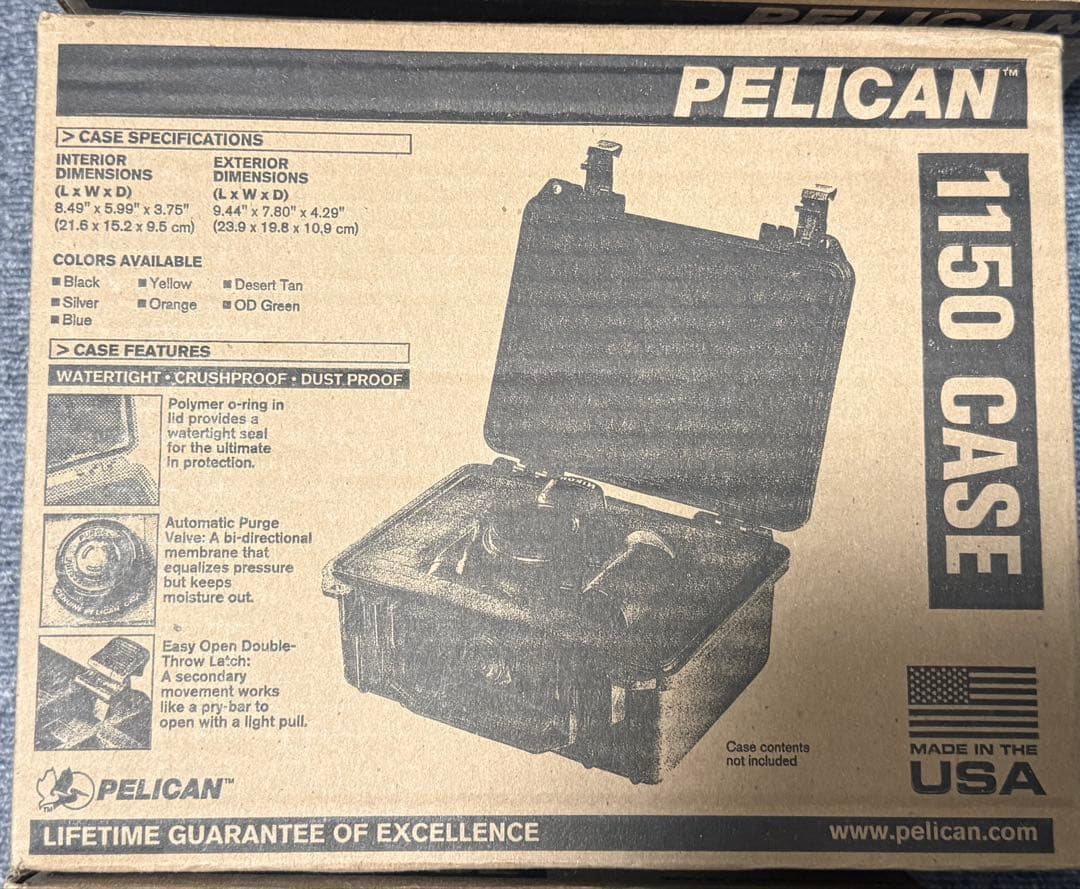 PELICAN
PELICAN™
> CASE SPECIFICATIONS
INTERIOR
DIMENSIONS
(L x W x D)
8.49" x 5.99" x 3.75"
(21.6 x 15.2 x 9.5 cm)
EXTERIOR
DIMENSIONS
(L x W x D)
9.44" x 7.80" x 4.29"
(23.9 x 19.8 x 10.9 cm)
COLORS AVAILABLE
■ Black ■ Yellow ■ Desert Tan
■ Silver ■ Orange ■ OD Green
■ Blue
> CASE FEATURES
WATERTIGHT • CRUSHPROOF • DUST PROOF
Polymer o-ring in
lid provides a
watertight seal
for the ultimate
in protection.
Automatic Purge
Valve: A bi-directional
membrane that
equalizes pressure
but keeps
moisture out.
Easy Open Double-
Throw Latch:
A secondary
movement works
like a pry-bar to
open with a light pull.
1150 CASE
Case contents
not included
MADE IN THE
USA
TM
PELICAN™
LIFETIME GUARANTEE OF EXCELLENCE
www.pelican.com